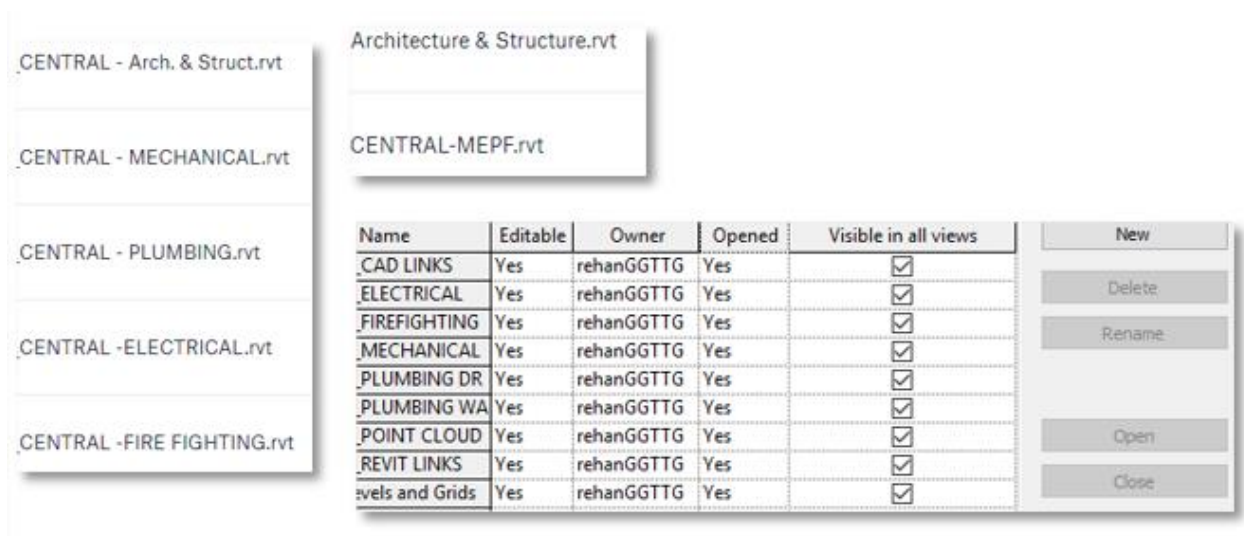 _CENTRAL - Arch. & Struct.rvt
_CENTRAL - MECHANICAL.rvt
_CENTRAL - PLUMBING.rvt
_CENTRAL -ELECTRICAL.rvt
_CENTRAL -FIRE FIGHTING.rvt
Architecture & Structure.rvt
CENTRAL-MEPF.rvt
Name Editable Owner Opened Visible in all views
_CAD LINKS Yes rehanGGTTG Yes
_ELECTRICAL Yes rehanGGTTG Yes
_FIREFIGHTING Yes rehanGGTTG Yes
_MECHANICAL Yes rehanGGTTG Yes
_PLUMBING DR Yes rehanGGTTG Yes
_PLUMBING WA Yes rehanGGTTG Yes
_POINT CLOUD Yes rehanGGTTG Yes
_REVIT LINKS Yes rehanGGTTG Yes
evels and Grids Yes rehanGGTTG Yes
New
Delete
Rename
Open
Close